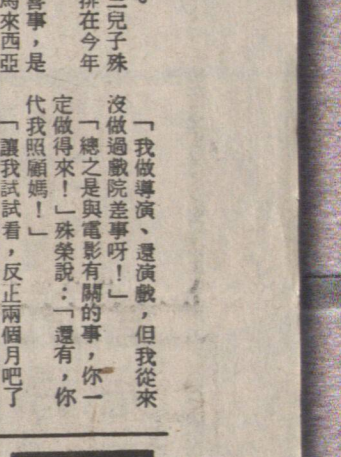 三兒子殊
排在今年
喜事，是
馬來西亞
「我做導演、還演戲，但我從來
沒做過戲院差事呀！」
「總之是與電影有關的事，你一
定做得來！」殊榮說：「還有，你
代我照顧媽！」
「讓我試試看，反正兩個月吧了